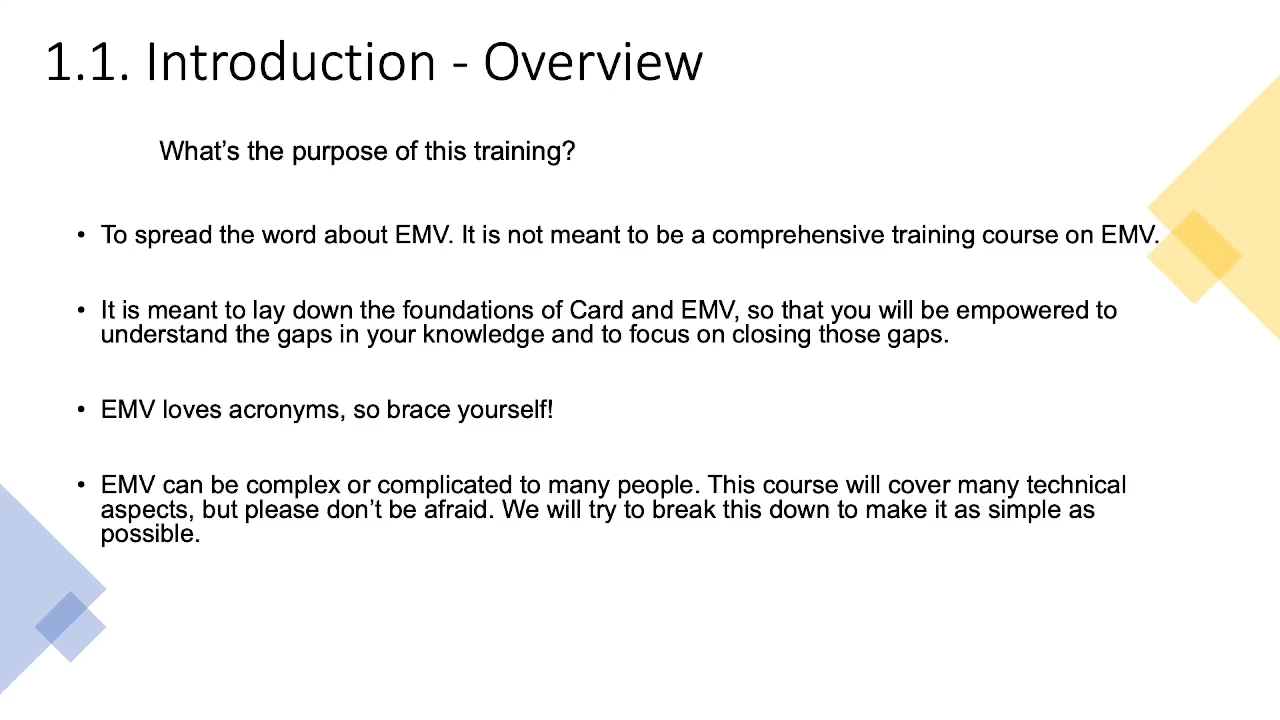 1.1. Introduction - Overview
What’s the purpose of this training?
• To spread the word about EMV. It is not meant to be a comprehensive training course on EMV.
• It is meant to lay down the foundations of Card and EMV, so that you will be empowered to
understand the gaps in your knowledge and to focus on closing those gaps.
• EMV loves acronyms, so brace yourself!
• EMV can be complex or complicated to many people. This course will cover many technical
aspects, but please don’t be afraid. We will try to break this down to make it as simple as
possible.